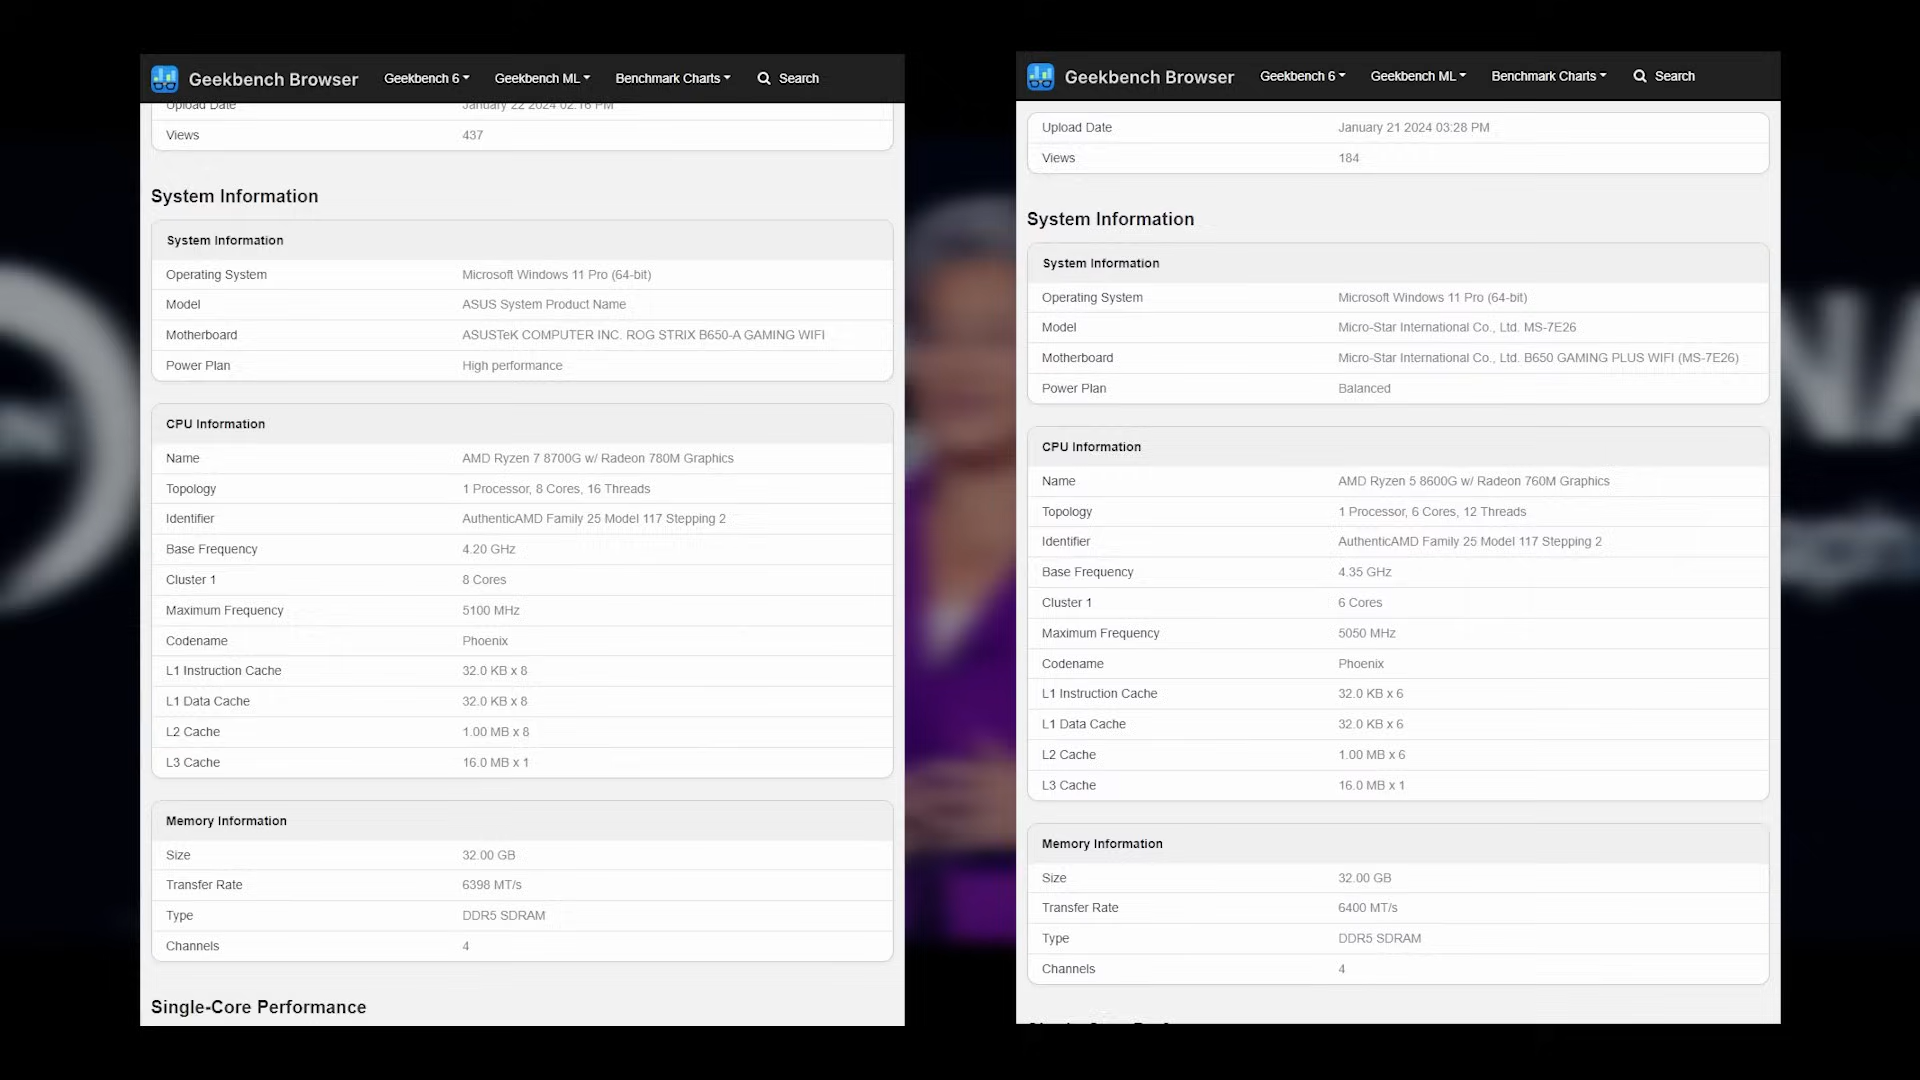 Geekbench Browser Geekbench 6 Geekbench ML Benchmark Charts Search
Upload Date January 22 2024 02:16 PM
Views 437
System Information
System Information
Operating System Microsoft Windows 11 Pro (64-bit)
Model ASUS System Product Name
Motherboard ASUSTeK COMPUTER INC. ROG STRIX B650-A GAMING WIFI
Power Plan High performance
CPU Information
Name AMD Ryzen 7 8700G w/ Radeon 780M Graphics
Topology 1 Processor, 8 Cores, 16 Threads
Identifier AuthenticAMD Family 25 Model 117 Stepping 2
Base Frequency 4.20 GHz
Cluster 1 8 Cores
Maximum Frequency 5100 MHz
Codename Phoenix
L1 Instruction Cache 32.0 KB x 8
L1 Data Cache 32.0 KB x 8
L2 Cache 1.00 MB x 8
L3 Cache 16.0 MB x 1
Memory Information
Size 32.00 GB
Transfer Rate 6398 MT/s
Type DDR5 SDRAM
Channels 4
Single-Core Performance
Geekbench Browser Geekbench 6 Geekbench ML Benchmark Charts Search
Upload Date January 21 2024 03:28 PM
Views 184
System Information
System Information
Operating System Microsoft Windows 11 Pro (64-bit)
Model Micro-Star International Co., Ltd. MS-7E26
Motherboard Micro-Star International Co., Ltd. B650 GAMING PLUS WIFI (MS-7E26)
Power Plan Balanced
CPU Information
Name AMD Ryzen 5 8600G w/ Radeon 760M Graphics
Topology 1 Processor, 6 Cores, 12 Threads
Identifier AuthenticAMD Family 25 Model 117 Stepping 2
Base Frequency 4.35 GHz
Cluster 1 6 Cores
Maximum Frequency 5050 MHz
Codename Phoenix
L1 Instruction Cache 32.0 KB x 6
L1 Data Cache 32.0 KB x 6
L2 Cache 1.00 MB x 6
L3 Cache 16.0 MB x 1
Memory Information
Size 32.00 GB
Transfer Rate 6400 MT/s
Type DDR5 SDRAM
Channels 4